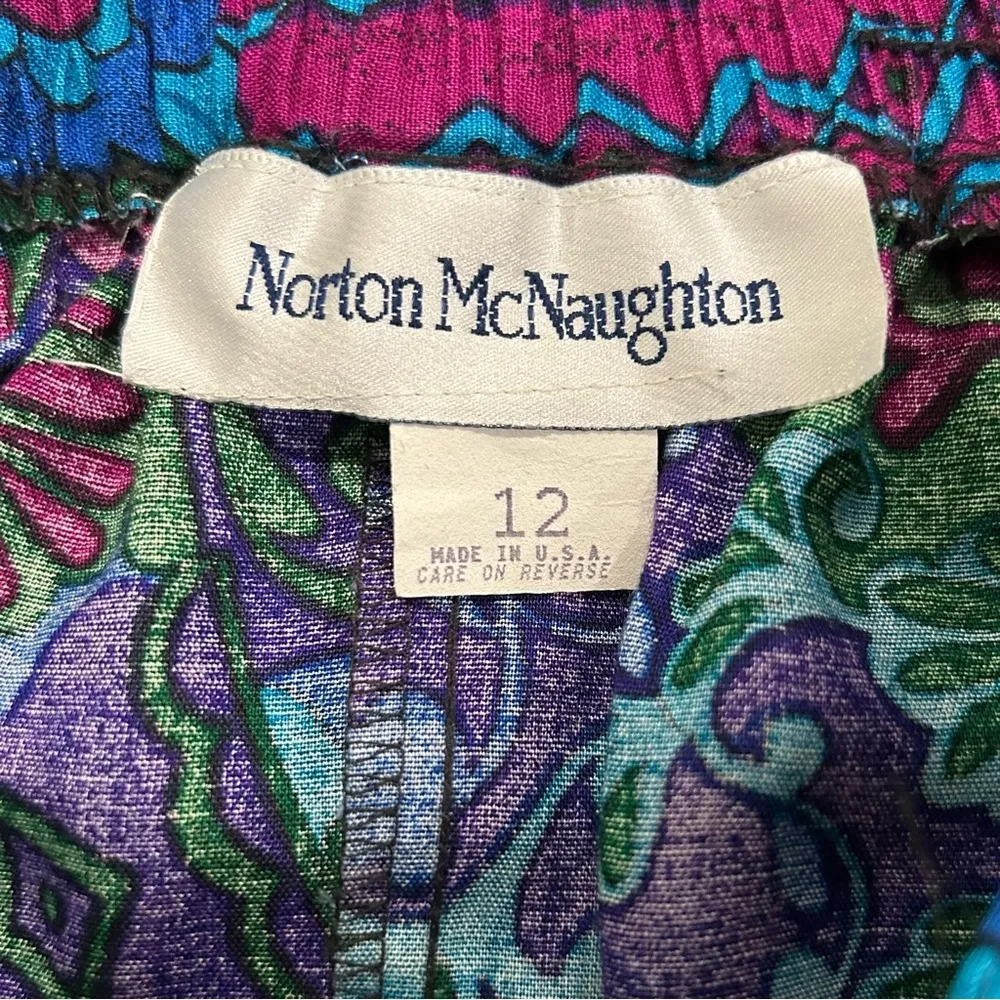 Norton McNaughton
12
MADE IN U.S.A.
CARE ON REVERSE